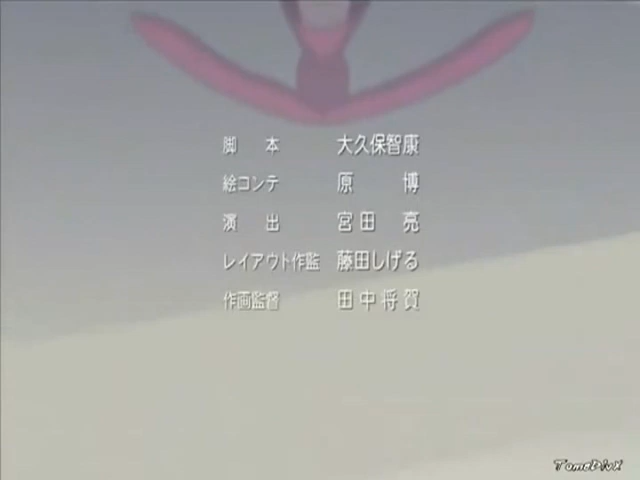 脚本 大久保智康
絵コンテ 原博
演出 宮田亮
レイアウト作監 藤田しげる
作画監督 田中将賀
TomoDivX